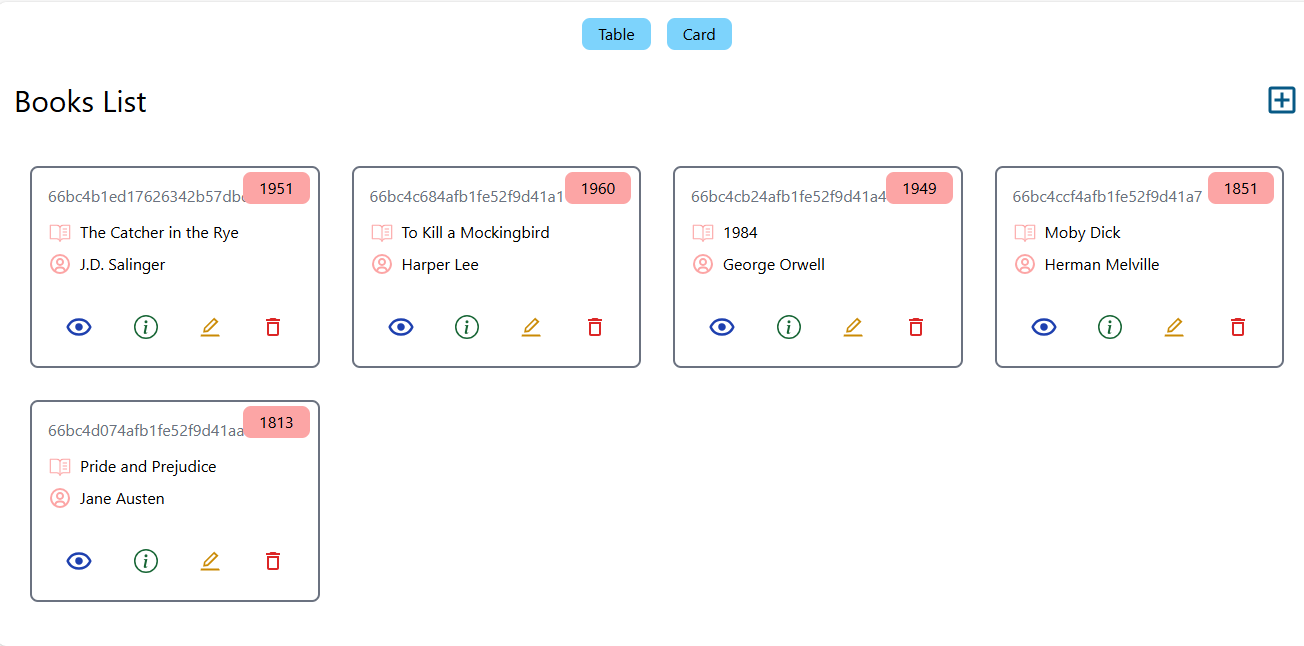 Table Card
Books List
66bc4b1ed17626342b57db 1951
The Catcher in the Rye
J.D. Salinger
66bc4c684afb1fe52f9d41a1 1960
To Kill a Mockingbird
Harper Lee
66bc4cb24afb1fe52f9d41a4 1949
1984
George Orwell
66bc4ccf4afb1fe52f9d41a7 1851
Moby Dick
Herman Melville
66bc4d074afb1fe52f9d41aa 1813
Pride and Prejudice
Jane Austen